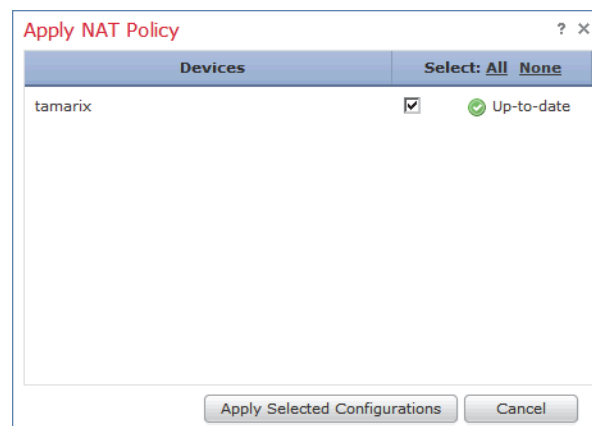 Apply NAT Policy ? ×
Devices Select: All None
tamarix Up-to-date
Apply Selected Configurations Cancel